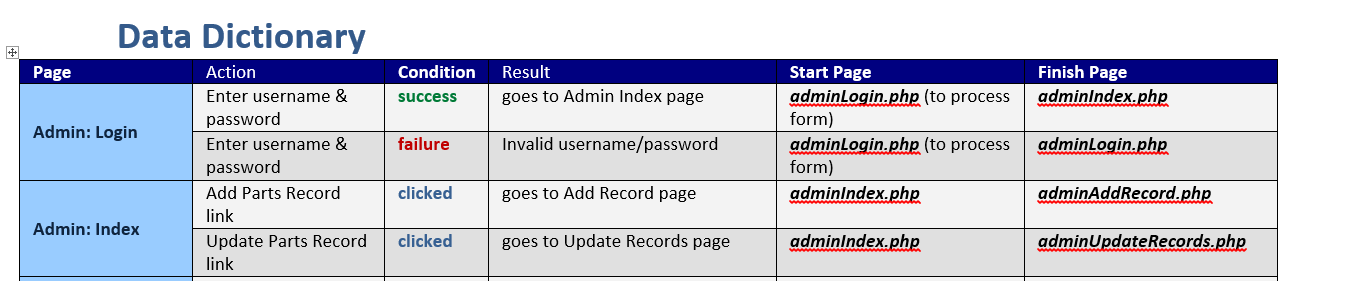 Data Dictionary
Page Action Condition Result Start Page Finish Page
Enter username & success goes to Admin Index page adminLogin.php (to process adminIndex.php
password form)
Admin: Login
Enter username & failure Invalid username/password adminLogin.php (to process adminLogin.php
password form)
Add Parts Record clicked goes to Add Record page adminIndex.php adminAddRecord.php
link
Admin: Index
Update Parts Record clicked goes to Update Records page adminIndex.php adminUpdateRecords.php
link